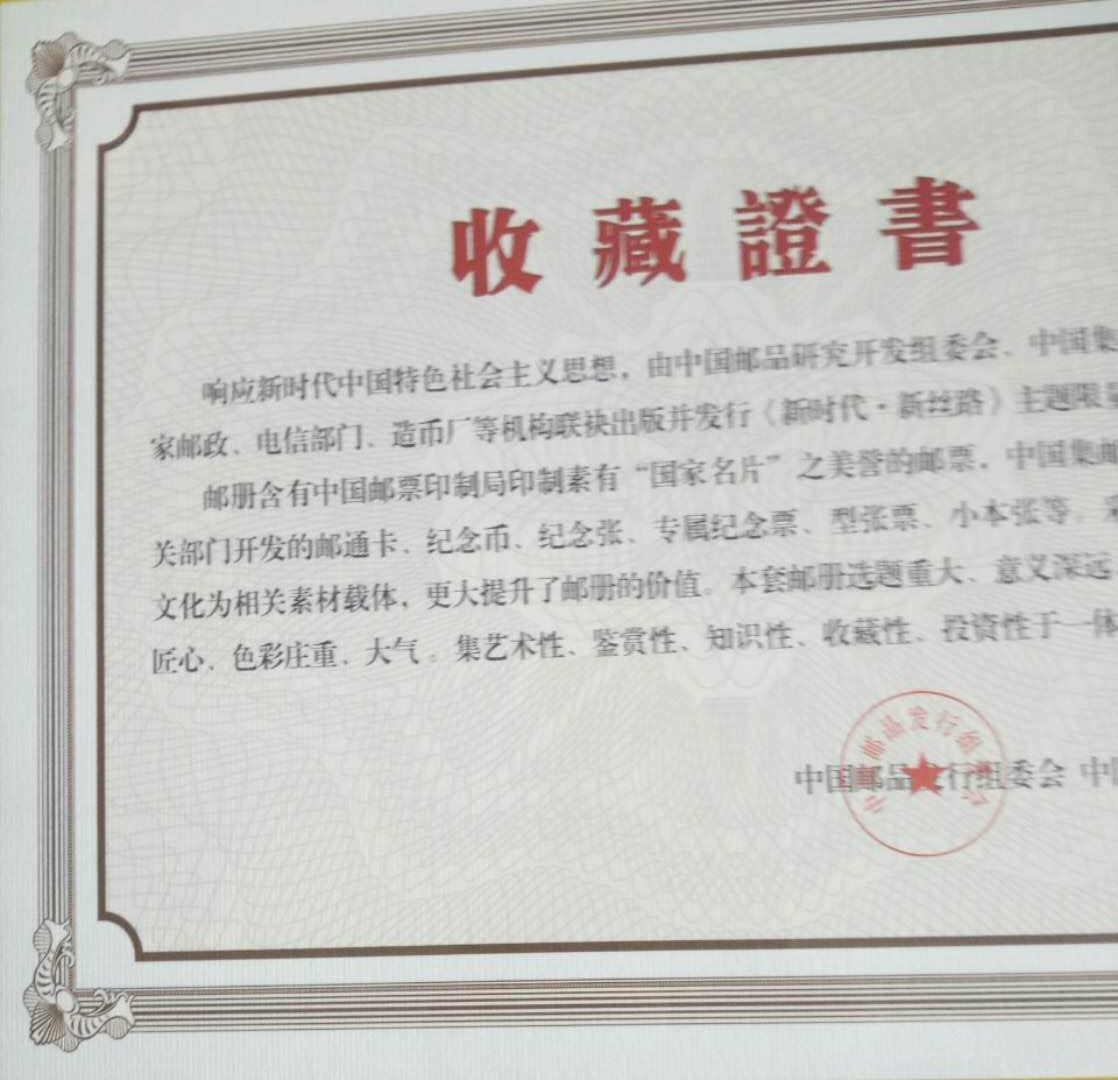 收藏證書
响应新时代中国特色社会主义思想，由中国邮品研究开发组委会、中国集
家邮政、电信部门、造币厂等机构联袂出版并发行《新时代·新丝路》主题限量
邮册含有中国邮票印制局印制素有“国家名片”之美誉的邮票，中国集邮
关部门开发的邮通卡、纪念币、纪念张、专属纪念票、型张票、小本张等。
文化为相关素材载体，更大提升了邮册的价值。本套邮册选题重大、意义深远
匠心、色彩庄重、大气。集艺术性、鉴赏性、知识性、收藏性、投资性于一体
中国邮品发行组委会 中国
邮品发行组